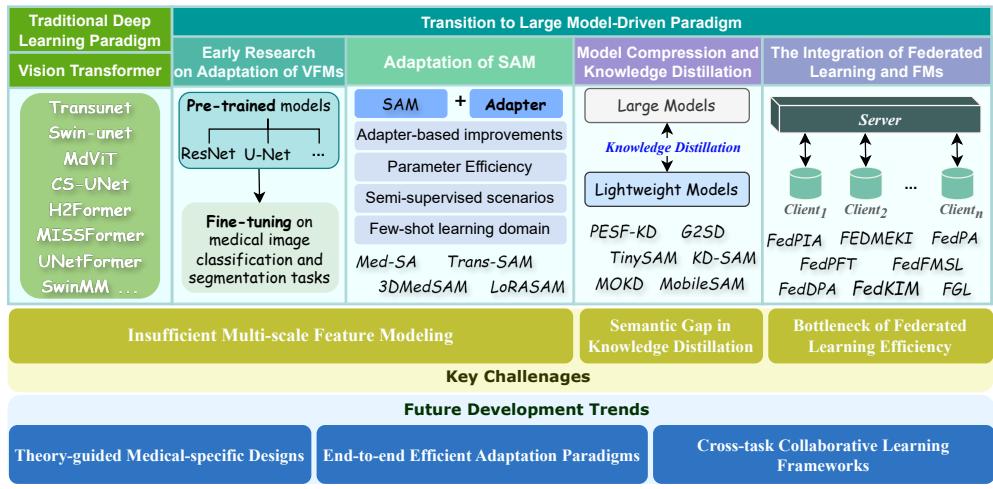 Traditional Deep
Learning Paradigm
Vision Transformer
Transunet
Swin-unet
MdViT
CS-UNet
H2Former
MISSFormer
UNetFormer
SwinMM ...
Transition to Large Model-Driven Paradigm
Early Research
on Adaptation of VFMs
Pre-trained models
ResNet U-Net ...
Fine-tuning on
medical image
classification and
segmentation tasks
Adaptation of SAM
SAM + Adapter
Adapter-based improvements
Parameter Efficiency
Semi-supervised scenarios
Few-shot learning domain
Med-SA Trans-SAM
3DMedSAM LoRASAM
Model Compression and
Knowledge Distillation
Large Models
Knowledge Distillation
Lightweight Models
PESF-KD G2SD
TinySAM KD-SAM
MOKD MobileSAM
The Integration of Federated
Learning and FMs
Server
...
Client1 Client2 Clientn
FedPIA FEDMEKI FedPA
FedPFT FedFMSL
FedDPA FedKIM FGL
Insufficient Multi-scale Feature Modeling
Semantic Gap in
Knowledge Distillation
Bottleneck of Federated
Learning Efficiency
Key Challenages
Future Development Trends
Theory-guided Medical-specific Designs
End-to-end Efficient Adaptation Paradigms
Cross-task Collaborative Learning
Frameworks